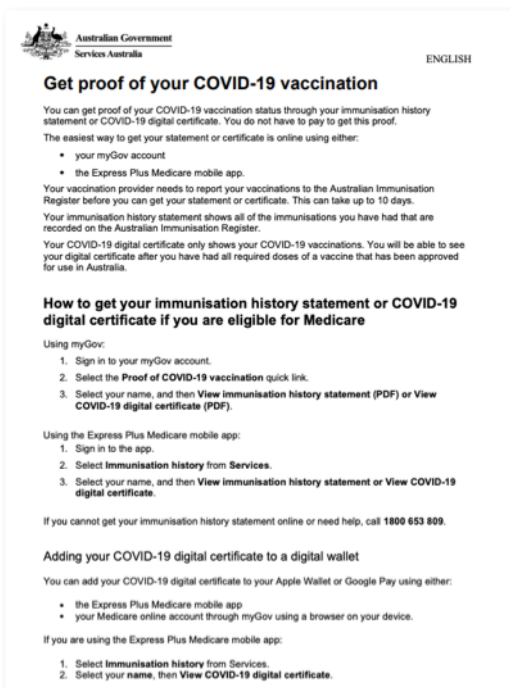 Australian Government
Services Australia
ENGLISH
Get proof of your COVID-19 vaccination
You can get proof of your COVID-19 vaccination status through your immunisation history
statement or COVID-19 digital certificate. You do not have to pay to get this proof.
The easiest way to get your statement or certificate is online using either:
• your myGov account
• the Express Plus Medicare mobile app.
Your vaccination provider needs to report your vaccinations to the Australian Immunisation
Register before you can get your statement or certificate. This can take up to 10 days.
Your immunisation history statement shows all of the immunisations you have had that are
recorded on the Australian Immunisation Register.
Your COVID-19 digital certificate only shows your COVID-19 vaccinations. You will be able to see
your digital certificate after you have had all required doses of a vaccine that has been approved
for use in Australia.
How to get your immunisation history statement or COVID-19
digital certificate if you are eligible for Medicare
Using myGov:
1. Sign in to your myGov account.
2. Select the Proof of COVID-19 vaccination quick link.
3. Select your name, and then View immunisation history statement (PDF) or View
COVID-19 digital certificate (PDF).
Using the Express Plus Medicare mobile app:
1. Sign in to the app.
2. Select Immunisation history from Services.
3. Select your name, and then View immunisation history statement or View COVID-19
digital certificate.
If you cannot get your immunisation history statement online or need help, call 1800 653 809.
Adding your COVID-19 digital certificate to a digital wallet
You can add your COVID-19 digital certificate to your Apple Wallet or Google Pay using either:
• the Express Plus Medicare mobile app
• your Medicare online account through myGov using a browser on your device.
If you are using the Express Plus Medicare mobile app:
1. Select Immunisation history from Services.
2. Select your name, then View COVID-19 digital certificate.